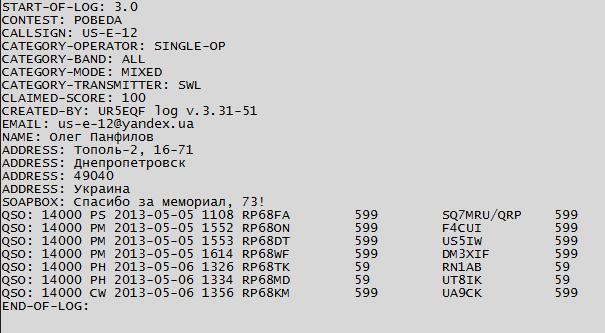 START-OF-LOG: 3.0
CONTEST: POBEDA
CALLSIGN: US-E-12
CATEGORY-OPERATOR: SINGLE-OP
CATEGORY-BAND: ALL
CATEGORY-MODE: MIXED
CATEGORY-TRANSMITTER: SWL
CLAIMED-SCORE: 100
CREATED-BY: UR5EQF log v.3.31-51
EMAIL: us-e-12@yandex.ua
NAME: Олег Панфилов
ADDRESS: Тополь-2, 16-71
ADDRESS: Днепропетровск
ADDRESS: 49040
ADDRESS: Украина
SOAPBOX: Спасибо за мемориал, 73!
QSO: 14000 PS 2013-05-05 1108 RP68FA 599 SQ7MRU/QRP 599
QSO: 14000 PM 2013-05-05 1552 RP68ON 599 F4CUI 599
QSO: 14000 PM 2013-05-05 1553 RP68DT 599 US5IW 599
QSO: 14000 PM 2013-05-05 1614 RP68WF 599 DM3XIF 599
QSO: 14000 PH 2013-05-06 1326 RP68TK 59 RN1AB 59
QSO: 14000 PH 2013-05-06 1334 RP68MD 59 UT8IK 59
QSO: 14000 CW 2013-05-06 1356 RP68KM 599 UA9CK 599
END-OF-LOG: